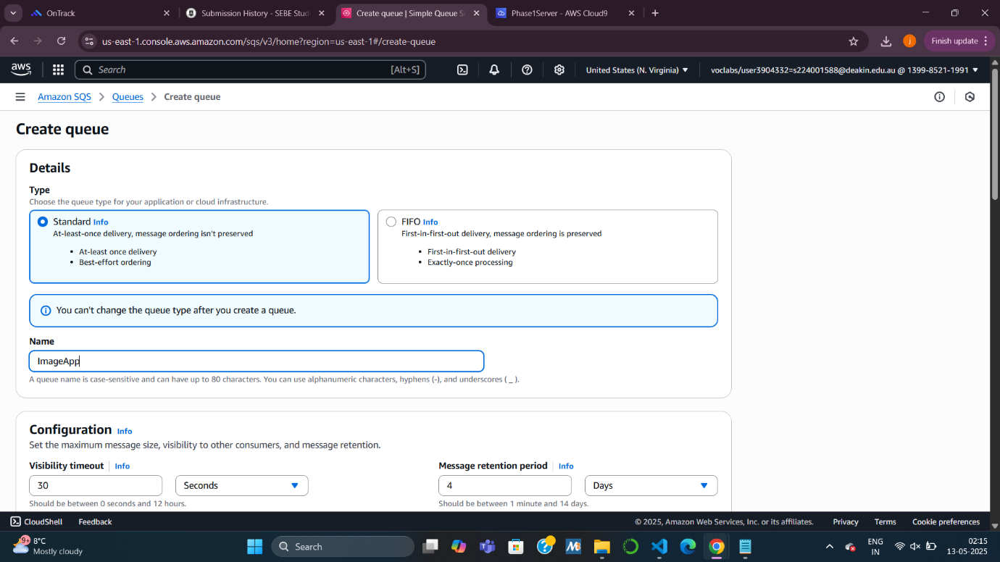 OnTrack
Submission History - SEBE Stud
Create queue | Simple Queue S
Phase1Server - AWS Cloud9
us-east-1.console.aws.amazon.com/sqs/v3/home?region=us-east-1#/create-queue
j
Finish update
aws
Search
[Alt+S]
United States (N. Virginia)
voclabs/user3904332=s224001588@deakin.edu.au @ 1399-8521-1991
Amazon SQS
Queues
Create queue
Create queue
Details
Type
Choose the queue type for your application or cloud infrastructure.
Standard Info
At-least-once delivery, message ordering isn't preserved
• At-least once delivery
• Best-effort ordering
FIFO Info
First-in-first-out delivery, message ordering is preserved
• First-in-first-out delivery
• Exactly-once processing
You can't change the queue type after you create a queue.
Name
ImageApp
A queue name is case-sensitive and can have up to 80 characters. You can use alphanumeric characters, hyphens (-), and underscores ( _ ).
Configuration Info
Set the maximum message size, visibility to other consumers, and message retention.
Visibility timeout Info
30
Seconds
Should be between 0 seconds and 12 hours.
Message retention period Info
4
Days
Should be between 1 minute and 14 days.
CloudShell
Feedback
© 2025, Amazon Web Services, Inc. or its affiliates.
Privacy
Terms
Cookie preferences
9+
8°C
Mostly cloudy
Search
ENG
IN
02:15
13-05-2025